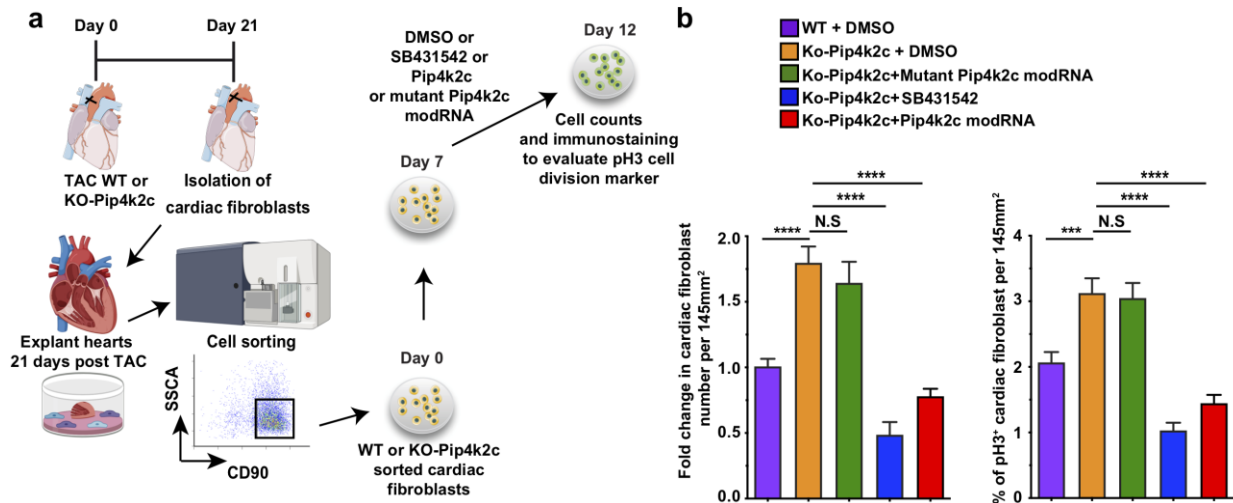 a
Day 0
Day 21
TAC WT or
KO-Pip4k2c
Isolation of
cardiac fibroblasts
Explant hearts
21 days post TAC
Cell sorting
SSCA
CD90
Day 0
WT or KO-Pip4k2c
sorted cardiac
fibroblasts
Day 7
DMSO or
SB431542 or
Pip4k2c
or mutant Pip4k2c
modRNA
Day 12
Cell counts
and immunostaining
to evaluate pH3 cell
division marker
b
WT + DMSO
Ko-Pip4k2c + DMSO
Ko-Pip4k2c+Mutant Pip4k2c modRNA
Ko-Pip4k2c+SB431542
Ko-Pip4k2c+Pip4k2c modRNA
Fold change in cardiac fibroblast
number per 145mm²
2.0
1.5
1.0
0.5
0.0
****
N.S
****
****
% of pH3⁺ cardiac fibroblast per 145mm²
4
3
2
1
0
***
N.S
****
****